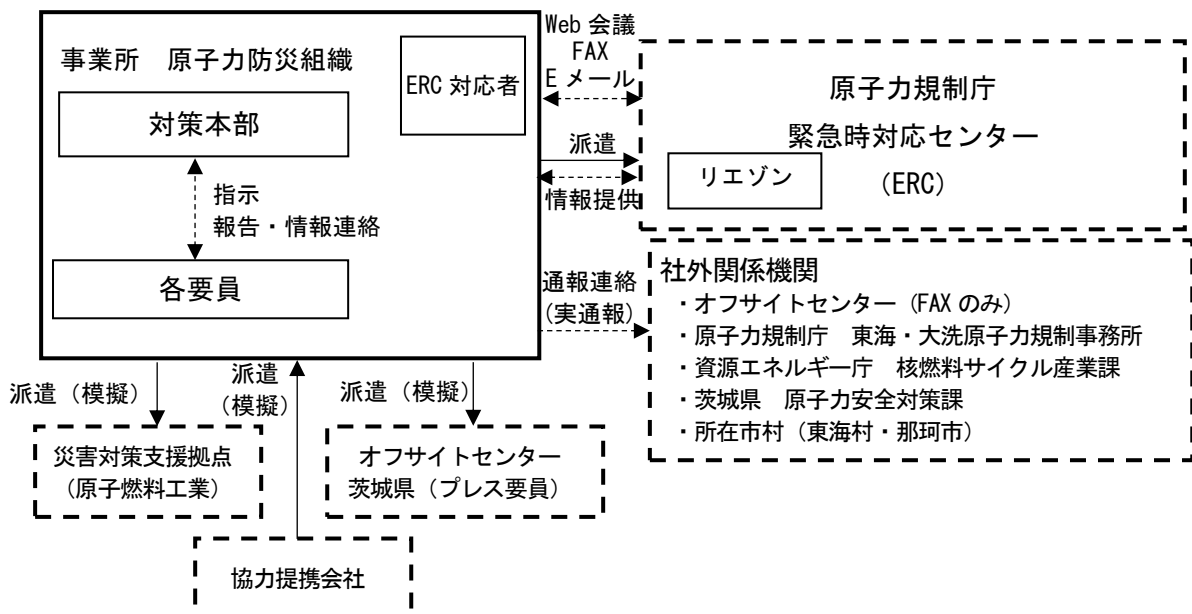 事業所 原子力防災組織
対策本部
指示
報告・情報連絡
各要員
ERC 対応者
Web 会議
FAX
E メール
派遣
情報提供
原子力規制庁
緊急時対応センター
(ERC)
リエゾン
通報連絡
(実通報)
社外関係機関
・オフサイトセンター(FAX のみ)
・原子力規制庁 東海・大洗原子力規制事務所
・資源エネルギー庁 核燃料サイクル産業課
・茨城県 原子力安全対策課
・所在市村(東海村・那珂市)
派遣(模擬)
派遣
(模擬)
派遣(模擬)
災害対策支援拠点
(原子燃料工業)
オフサイトセンター
茨城県(プレス要員)
協力提携会社